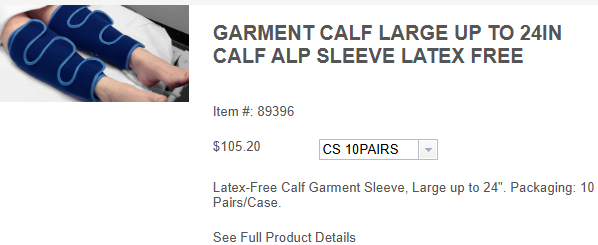 GARMENT CALF LARGE UP TO 24IN
CALF ALP SLEEVE LATEX FREE
Item #: 89396
$105.20 CS 10PAIRS
Latex-Free Calf Garment Sleeve, Large up to 24". Packaging: 10
Pairs/Case.
See Full Product Details